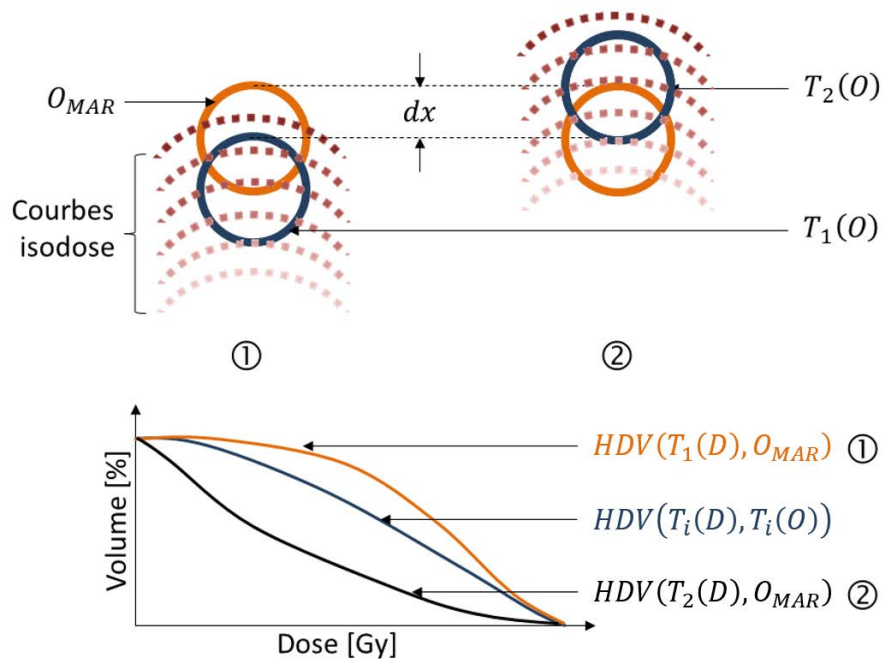 O_MAR
dx
T_2(O)
Courbes
isodose
T_1(O)
①
②
Volume [%]
Dose [Gy]
HDV(T_1(D), O_MAR) ①
HDV(T_i(D), T_i(O))
HDV(T_2(D), O_MAR) ②